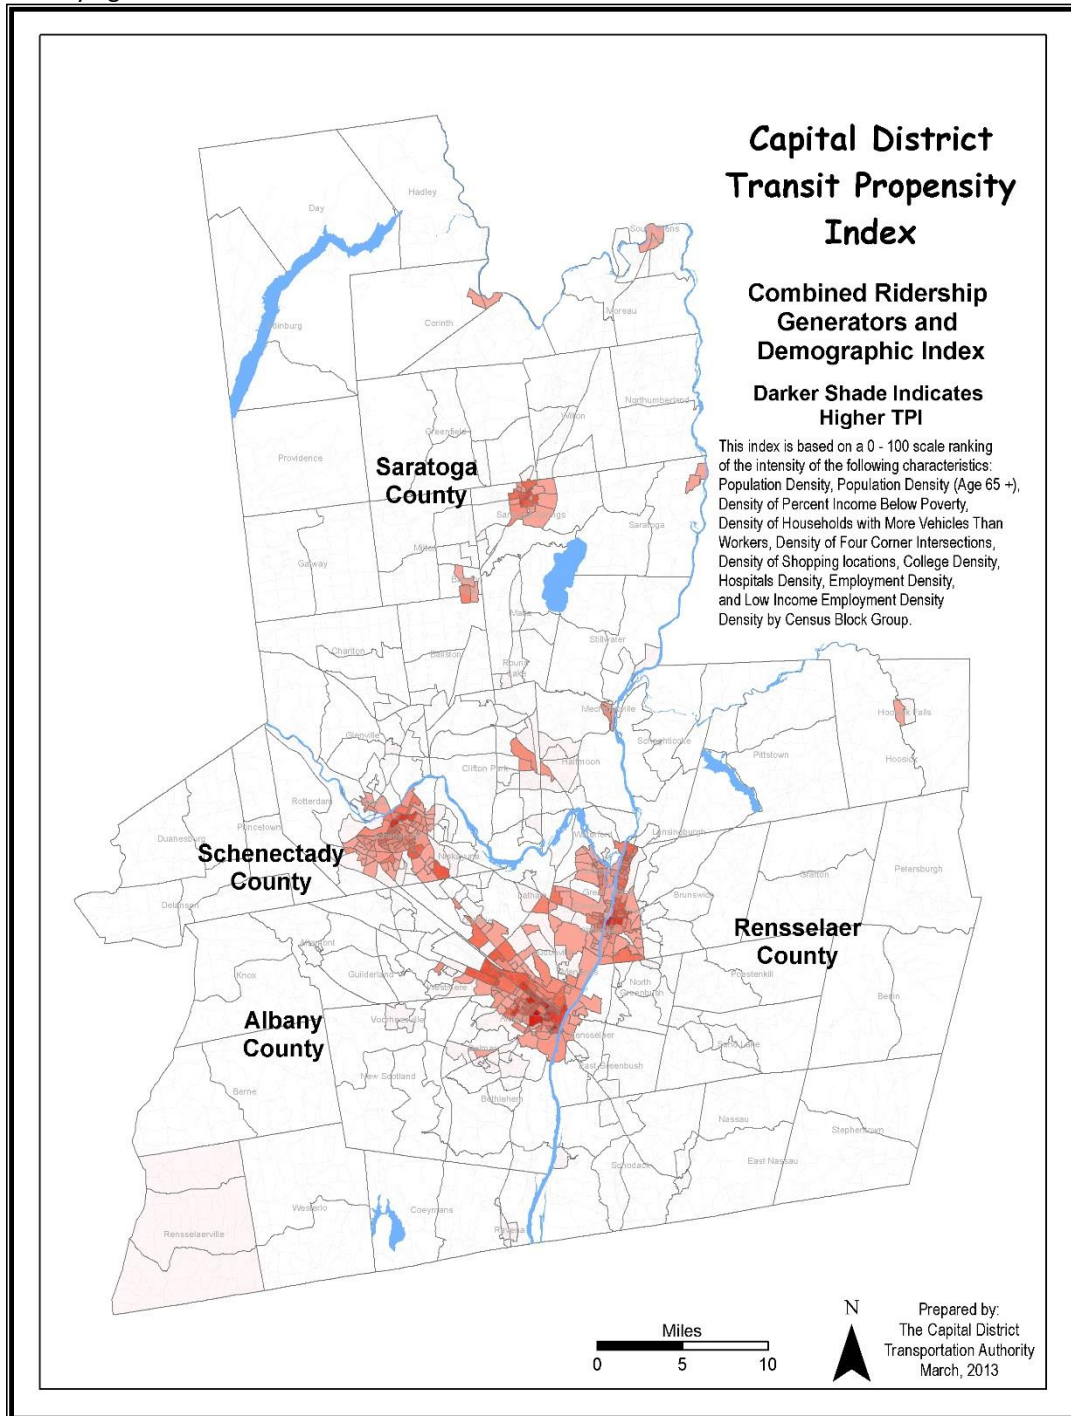 Capital District
Transit Propensity
Index
Combined Ridership
Generators and
Demographic Index
Darker Shade Indicates
Higher TPI
This index is based on a 0 - 100 scale ranking
of the intensity of the following characteristics:
Population Density, Population Density (Age 65 +),
Density of Percent Income Below Poverty,
Density of Households with More Vehicles Than
Workers, Density of Four Corner Intersections,
Density of Shopping locations, College Density,
Hospitals Density, Employment Density,
and Low Income Employment Density
Density by Census Block Group.
Hadley
Day
Corinth
Moreau
Northumberland
Wilton
Greenfield
Providence
Saratoga
County
Saratoga
Galway
Milton
Malta
Stillwater
Charlton
Ballston
Round
Lake
Mechanicville
Schaghticoke
Hoosick Falls
Pittstown
Hoosick
Glenville
Clifton Park
Halfmoon
Rotterdam
Princetown
Duanesburg
Schenectady
County
Niskayuna
Waterford
Lansingburgh
Grafton
Petersburgh
Delanson
Latham
Brunswick
Rensselaer
County
Altamont
Knox
Guilderland
Westmere
North
Greenbush
Poestenkill
Berlin
Albany
County
Voorheesville
Rensselaer
Sand Lake
New Scotland
East Greenbush
Berne
Bethlehem
Nassau
Stephentown
Schodack
East Nassau
Rensselaerville
Westerlo
Coeymans
Ravena
Miles
0 5 10
N
Prepared by:
The Capital District
Transportation Authority
March, 2013